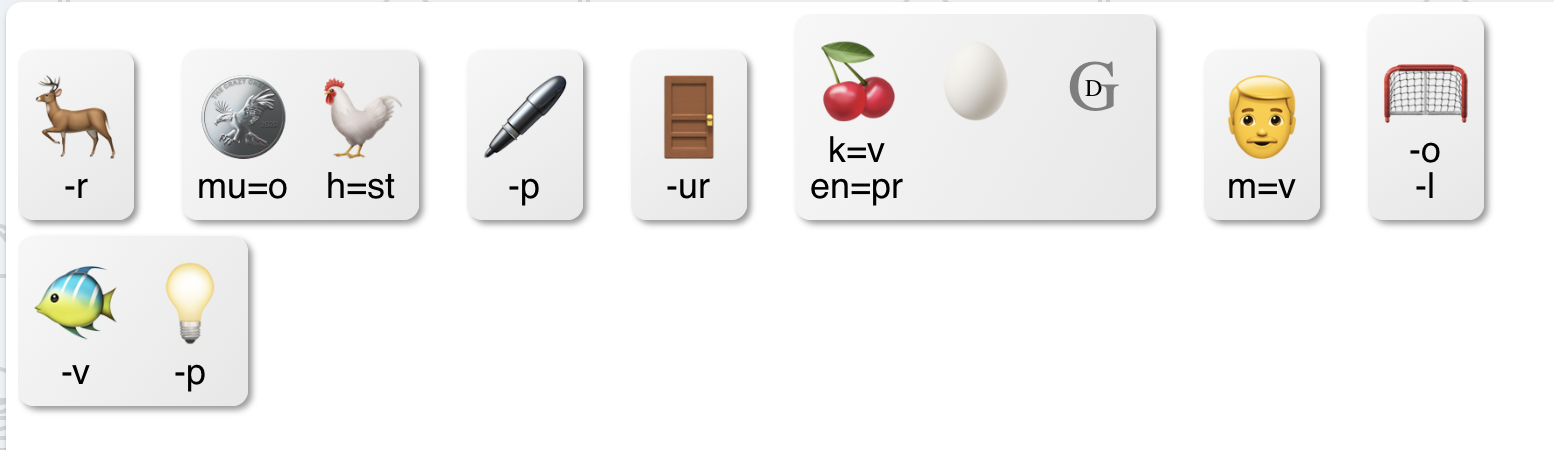 -r
mu=o
h=st
-p
-ur
k=v
en=pr
G
D
m=v
-o
-l
-v
-p